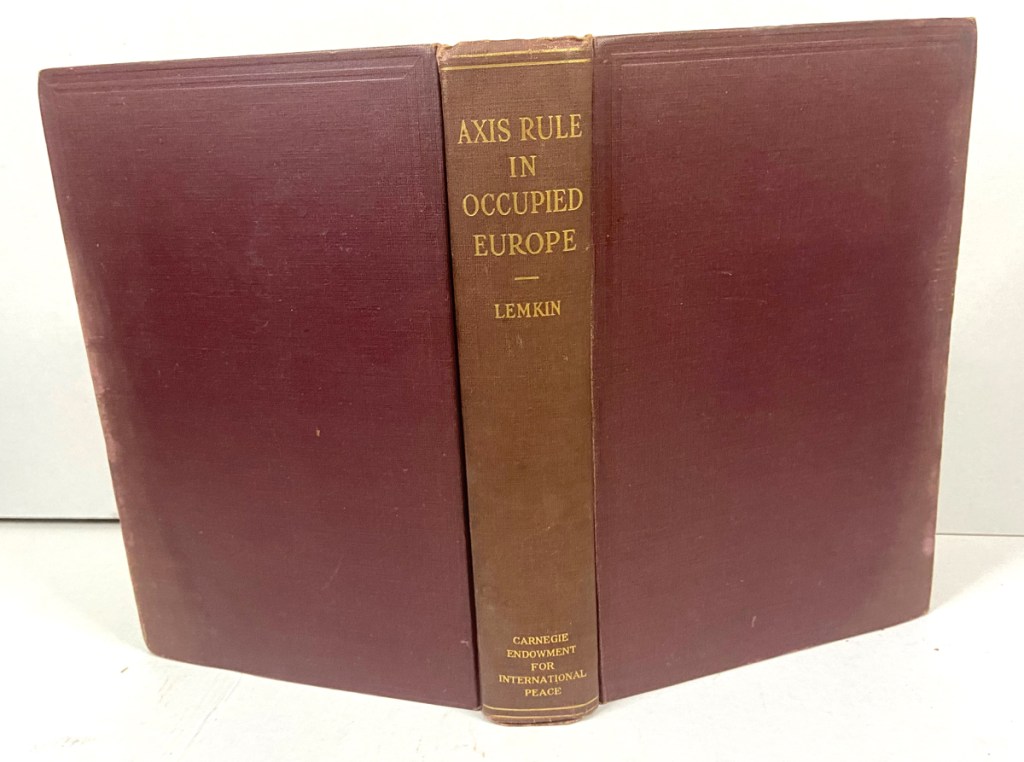 AXIS RULE
IN
OCCUPIED
EUROPE
LEMKIN
CARNEGIE
ENDOWMENT
FOR
INTERNATIONAL
PEACE